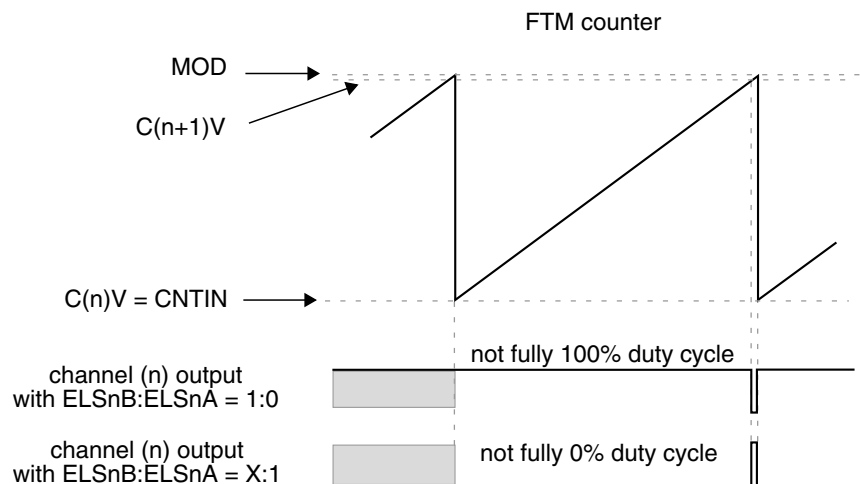 FTM counter
MOD
C(n+1)V
C(n)V = CNTIN
not fully 100% duty cycle
channel (n) output
with ELSnB:ELSnA = 1:0
channel (n) output
with ELSnB:ELSnA = X:1
not fully 0% duty cycle